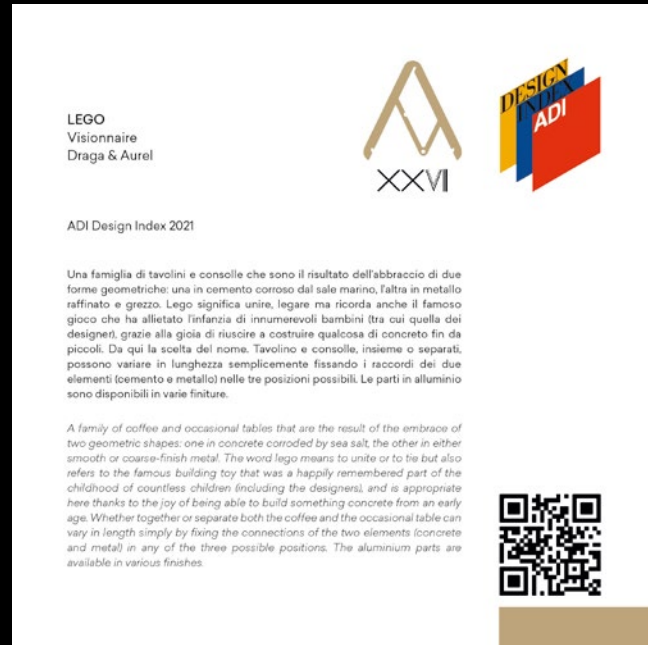 LEGO
Visionnaire
Draga & Aurel
XXVI
DESIGN
INDEX
ADI
ADI Design Index 2021
Una famiglia di tavolini e consolle che sono il risultato dell'abbraccio di due
forme geometriche: una in cemento corroso dal sale marino, l'altra in metallo
raffinato e grezzo. Lego significa unire, legare ma ricorda anche il famoso
gioco che ha allietato l'infanzia di innumerevoli bambini (tra cui quella dei
designer), grazie alla gioia di riuscire a costruire qualcosa di concreto fin da
piccoli. Da qui la scelta del nome. Tavolino e consolle, insieme o separati,
possono variare in lunghezza semplicemente fissando i raccordi dei due
elementi (cemento e metallo) nelle tre posizioni possibili. Le parti in alluminio
sono disponibili in varie finiture.
A family of coffee and occasional tables that are the result of the embrace of
two geometric shapes: one in concrete corroded by sea salt, the other in either
smooth or coarse-finish metal. The word lego means to unite or to tie but also
refers to the famous building toy that was a happily remembered part of the
childhood of countless children (including the designers), and is appropriate
here thanks to the joy of being able to build something concrete from an early
age. Whether together or separate both the coffee and the occasional table can
vary in length simply by fixing the connections of the two elements (concrete
and metal) in any of the three possible positions. The aluminium parts are
available in various finishes.